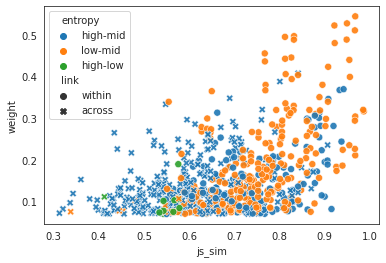 entropy
high-mid
low-mid
high-low
link
within
across
weight
0.5
0.4
0.3
0.2
0.1
0.3 0.4 0.5 0.6 0.7 0.8 0.9 1.0
js_sim